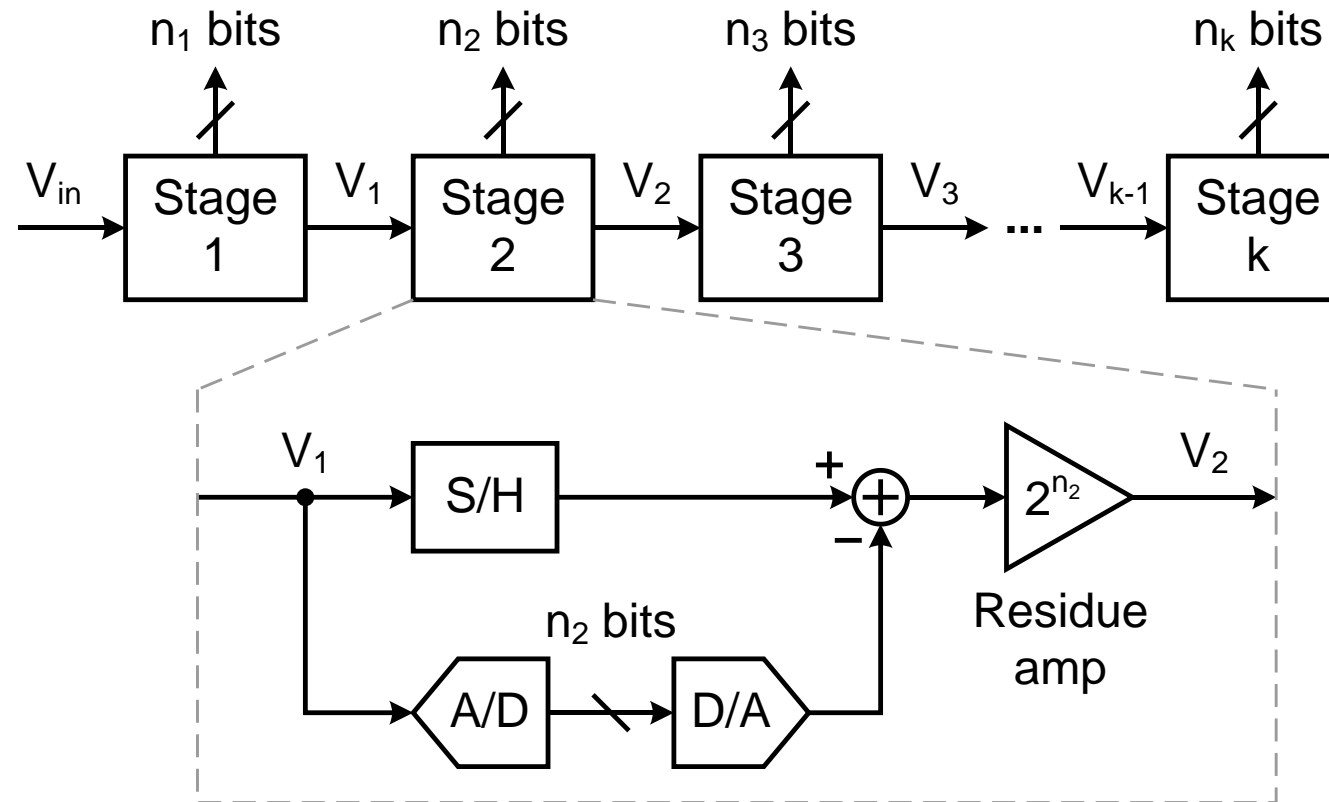 n₁ bits n₂ bits n₃ bits nₖ bits
Vin V₁ V₂ V₃ ... Vk-1
Stage 1
Stage 2
Stage 3
Stage k
V₁ S/H + + V₂
−
2ⁿ²
n₂ bits
Residue
amp
A/D D/A